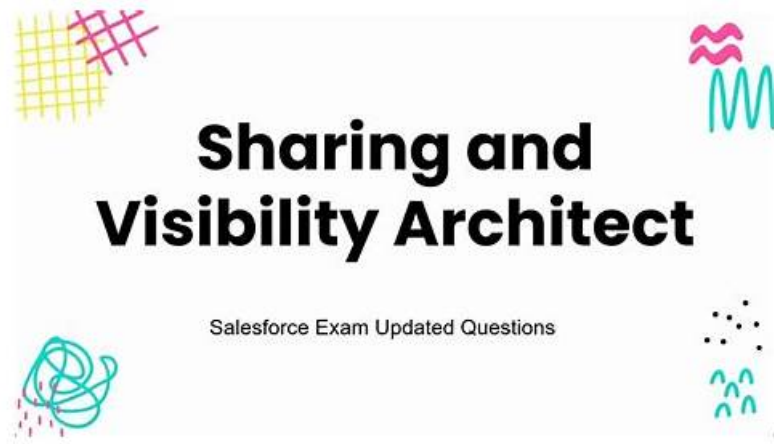 Sharing and
Visibility Architect
Salesforce Exam Updated Questions